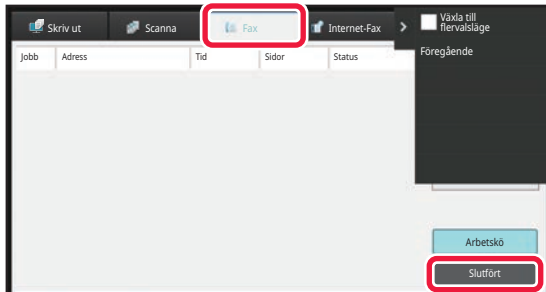 Skriv ut
Scanna
Fax
Internet-Fax
Växla till
flervalsläge
Föregående
Jobb
Adress
Tid
Sidor
Status
Arbetskö
Slutfört